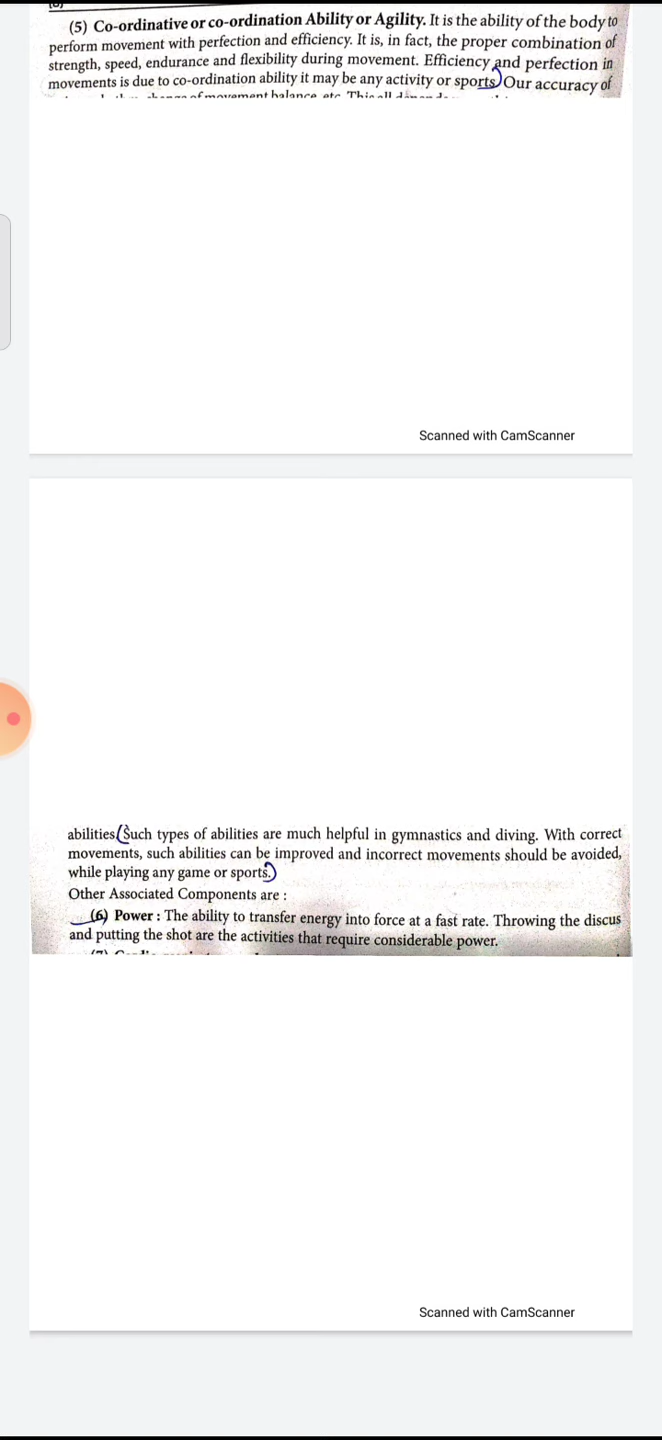 (5) Co-ordinative or co-ordination Ability or Agility. It is the ability of the body to
perform movement with perfection and efficiency. It is, in fact, the proper combination of
strength, speed, endurance and flexibility during movement. Efficiency and perfection in
movements is due to co-ordination ability it may be any activity or sports Our accuracy of
of movement balance, etc. This all
Scanned with CamScanner
abilities (Such types of abilities are much helpful in gymnastics and diving. With correct
movements, such abilities can be improved and incorrect movements should be avoided,
while playing any game or sports.)
Other Associated Components are :
(6) Power : The ability to transfer energy into force at a fast rate. Throwing the discus
and putting the shot are the activities that require considerable power.
Scanned with CamScanner